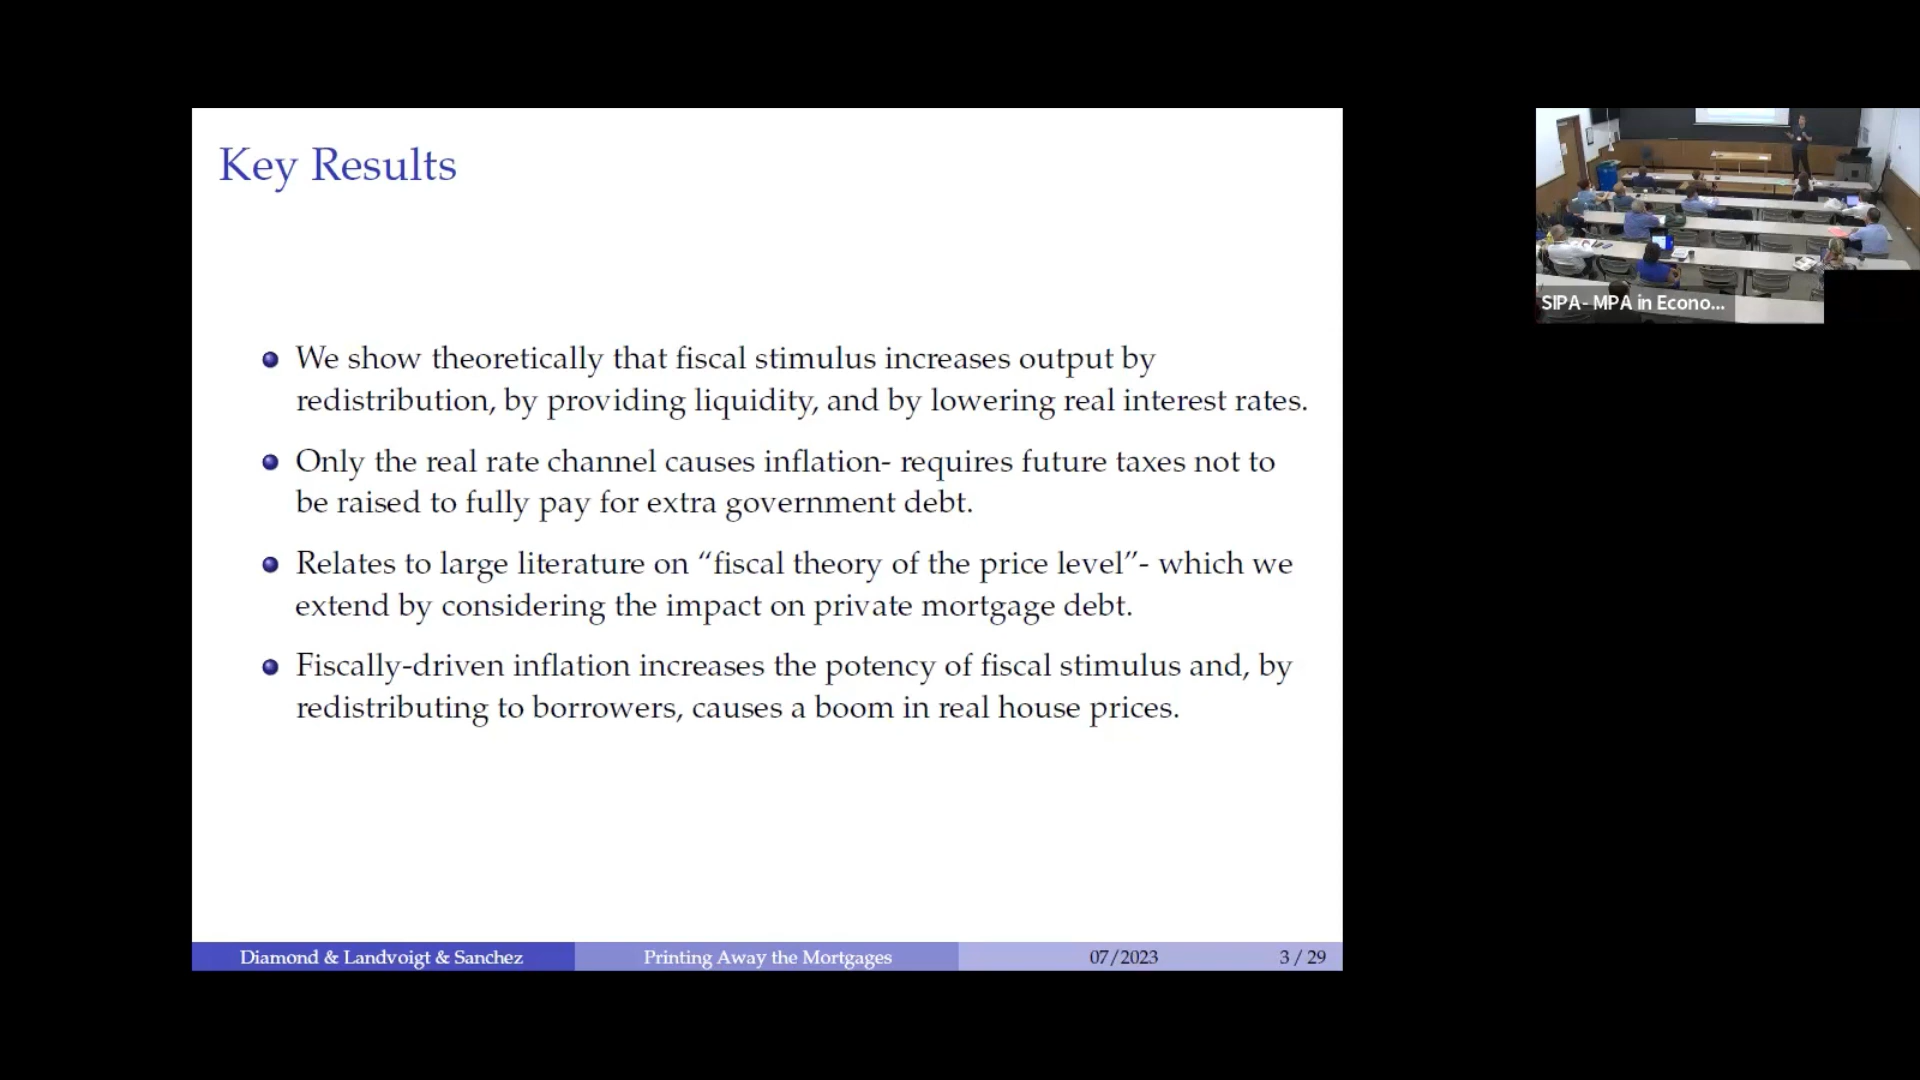 Key Results
We show theoretically that fiscal stimulus increases output by
redistribution, by providing liquidity, and by lowering real interest rates.
Only the real rate channel causes inflation- requires future taxes not to
be raised to fully pay for extra government debt.
Relates to large literature on “fiscal theory of the price level”- which we
extend by considering the impact on private mortgage debt.
Fiscally-driven inflation increases the potency of fiscal stimulus and, by
redistributing to borrowers, causes a boom in real house prices.
Diamond & Landvoigt & Sanchez Printing Away the Mortgages 07/2023 3 / 29
SIPA- MPA in Econo...